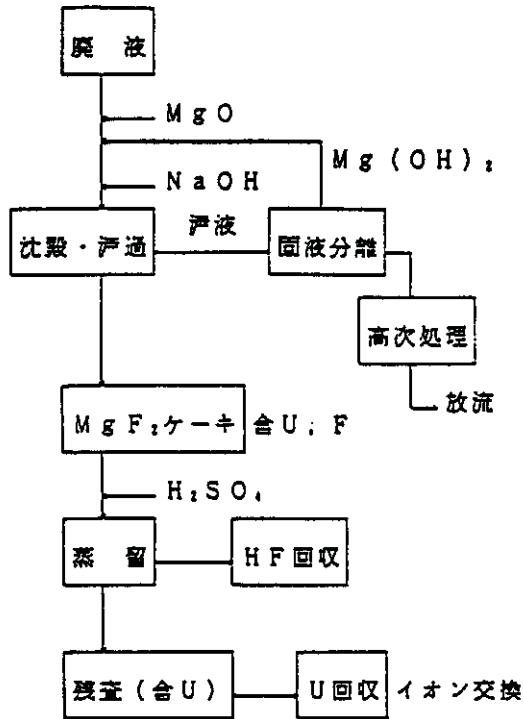 廃 液
MgO
Mg(OH)₂
NaOH
沪液
沈殿・沪過
固液分離
高次処理
放流
MgF₂ケーキ 含U, F
H₂SO₄
蒸 留
HF回収
残査(含U)
U回収 イオン交換